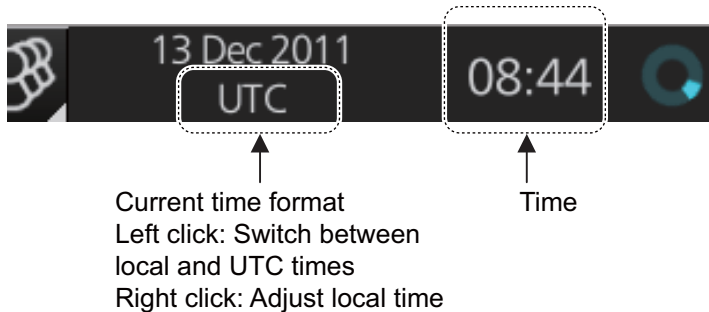 13 Dec 2011
UTC
08:44
Current time format
Left click: Switch between
local and UTC times
Right click: Adjust local time
Time